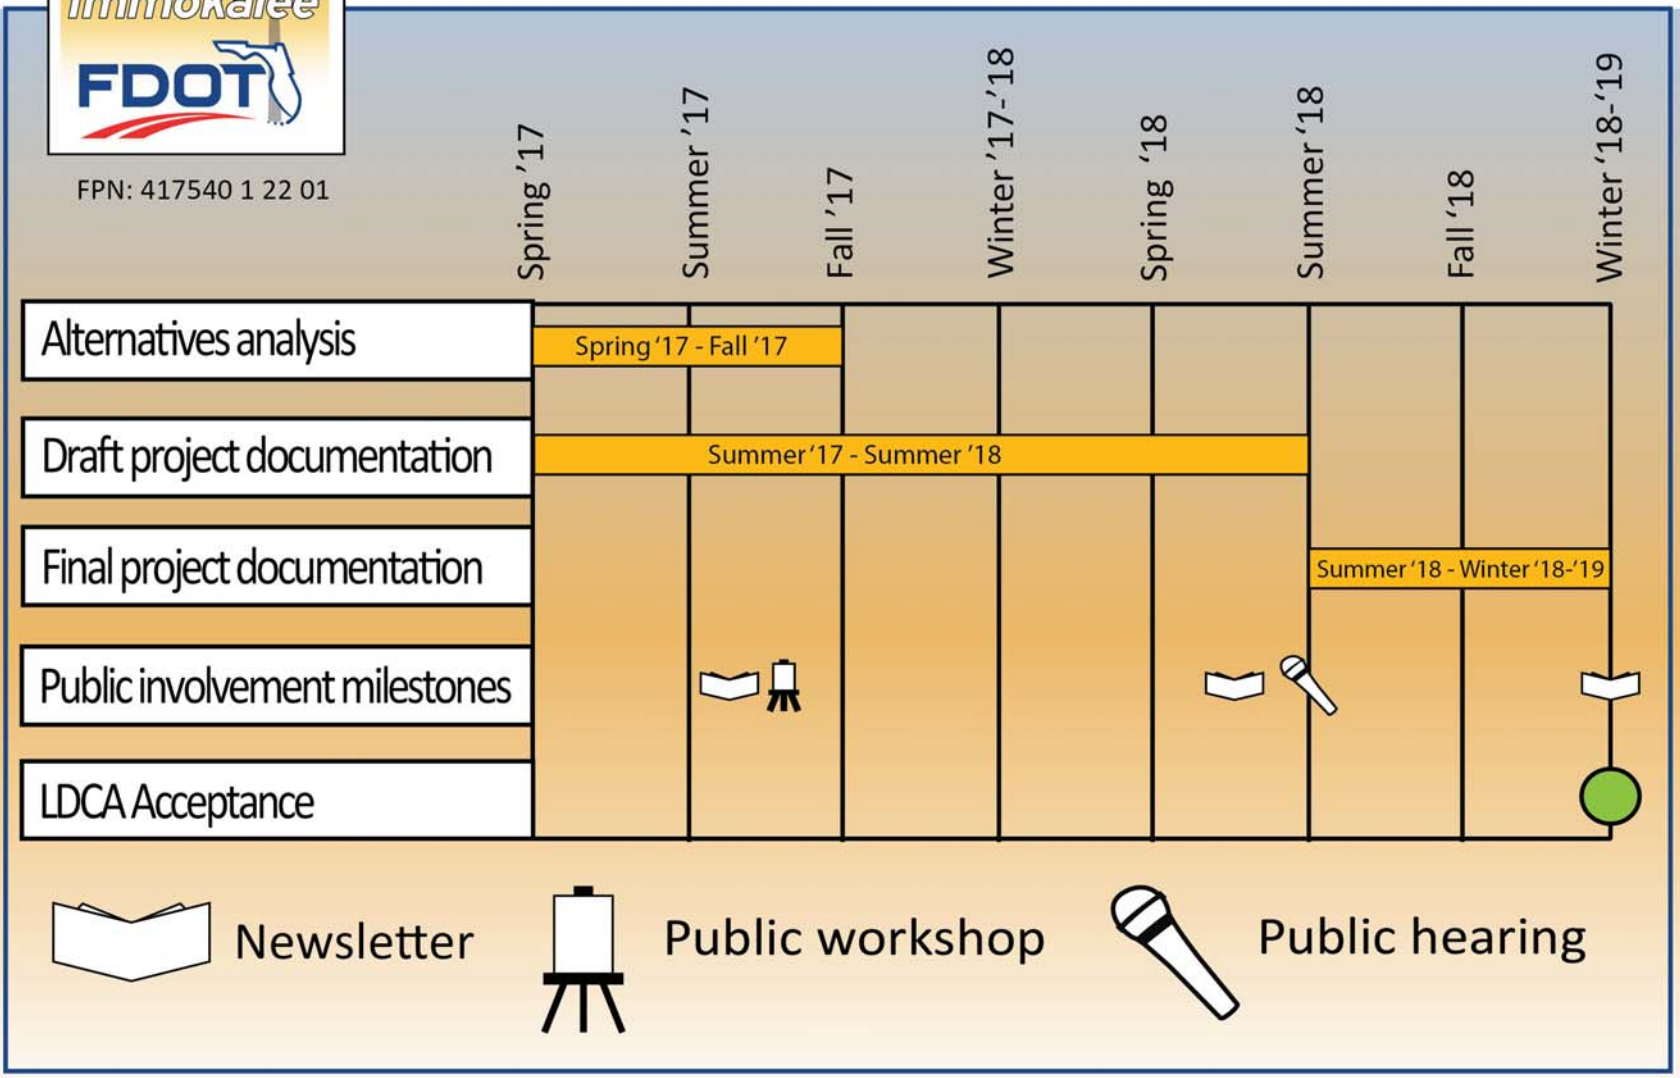 Immokalee
FDOT
FPN: 417540 1 22 01
Spring ’17
Summer ’17
Fall ’17
Winter ’17-’18
Spring ‘18
Summer ‘18
Fall ‘18
Winter ‘18-‘19
Alternatives analysis
Spring ‘17 - Fall ’17
Draft project documentation
Summer ‘17 - Summer ’18
Final project documentation
Summer ‘18 - Winter ‘18-’19
Public involvement milestones
LDCA Acceptance
Newsletter
Public workshop
Public hearing